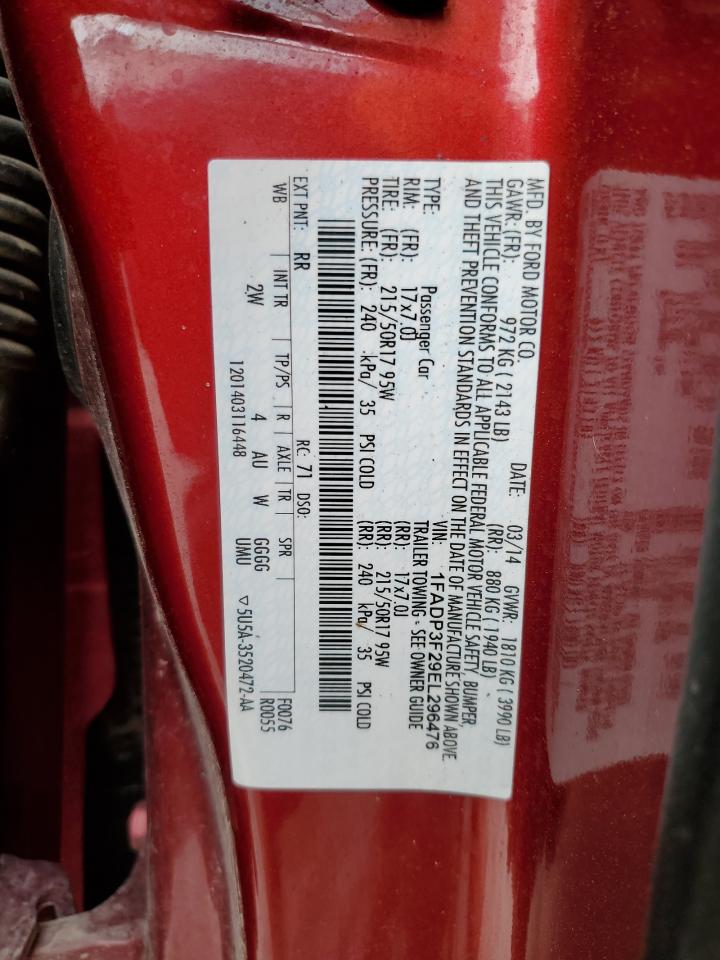 MFD. BY FORD MOTOR CO.
DATE: 03/14 GVWR: 1810 KG ( 3990 LB)
GAWR: (FR): 972 KG ( 2143 LB) (RR): 880 KG ( 1940 LB)
THIS VEHICLE CONFORMS TO ALL APPLICABLE FEDERAL MOTOR VEHICLE SAFETY, BUMPER,
AND THEFT PREVENTION STANDARDS IN EFFECT ON THE DATE OF MANUFACTURE SHOWN ABOVE.
VIN: 1FADP3F29EL296476
TYPE: Passenger Car TRAILER TOWING - SEE OWNER GUIDE
RIM: (FR): 17x7.0J (RR): 17x7.0J
TIRE: (FR): 215/50R17 95W (RR): 215/50R17 95W
PRESSURE: (FR): 240 kPa/ 35 PSI COLD (RR): 240 kPa/ 35 PSI COLD
EXT PNT: RR RC: 71 DSO: F0076
R0055
WB INT TR TP/PS R AXLE TR SPR
2W 4 AU W GGGG
1201403116448 UMU ▽ 5U5A-3520472-AA